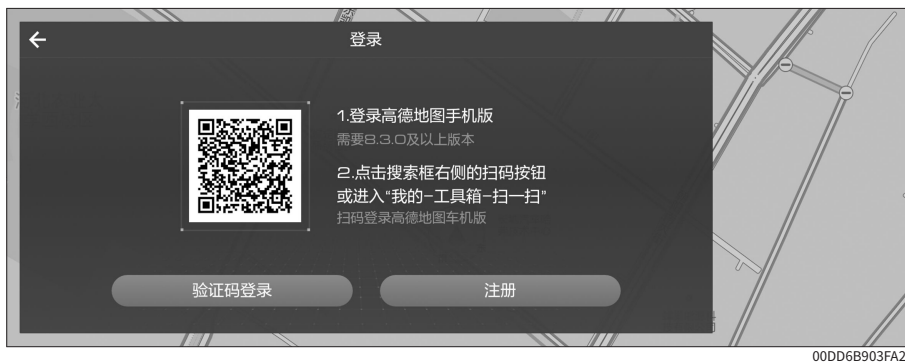 登录
1.登录高德地图手机版
需要8.3.0及以上版本
2.点击搜索框右侧的扫码按钮
或进入“我的-工具箱-扫一扫”
扫码登录高德地图车机版
验证码登录
注册
00DD6B903FA2